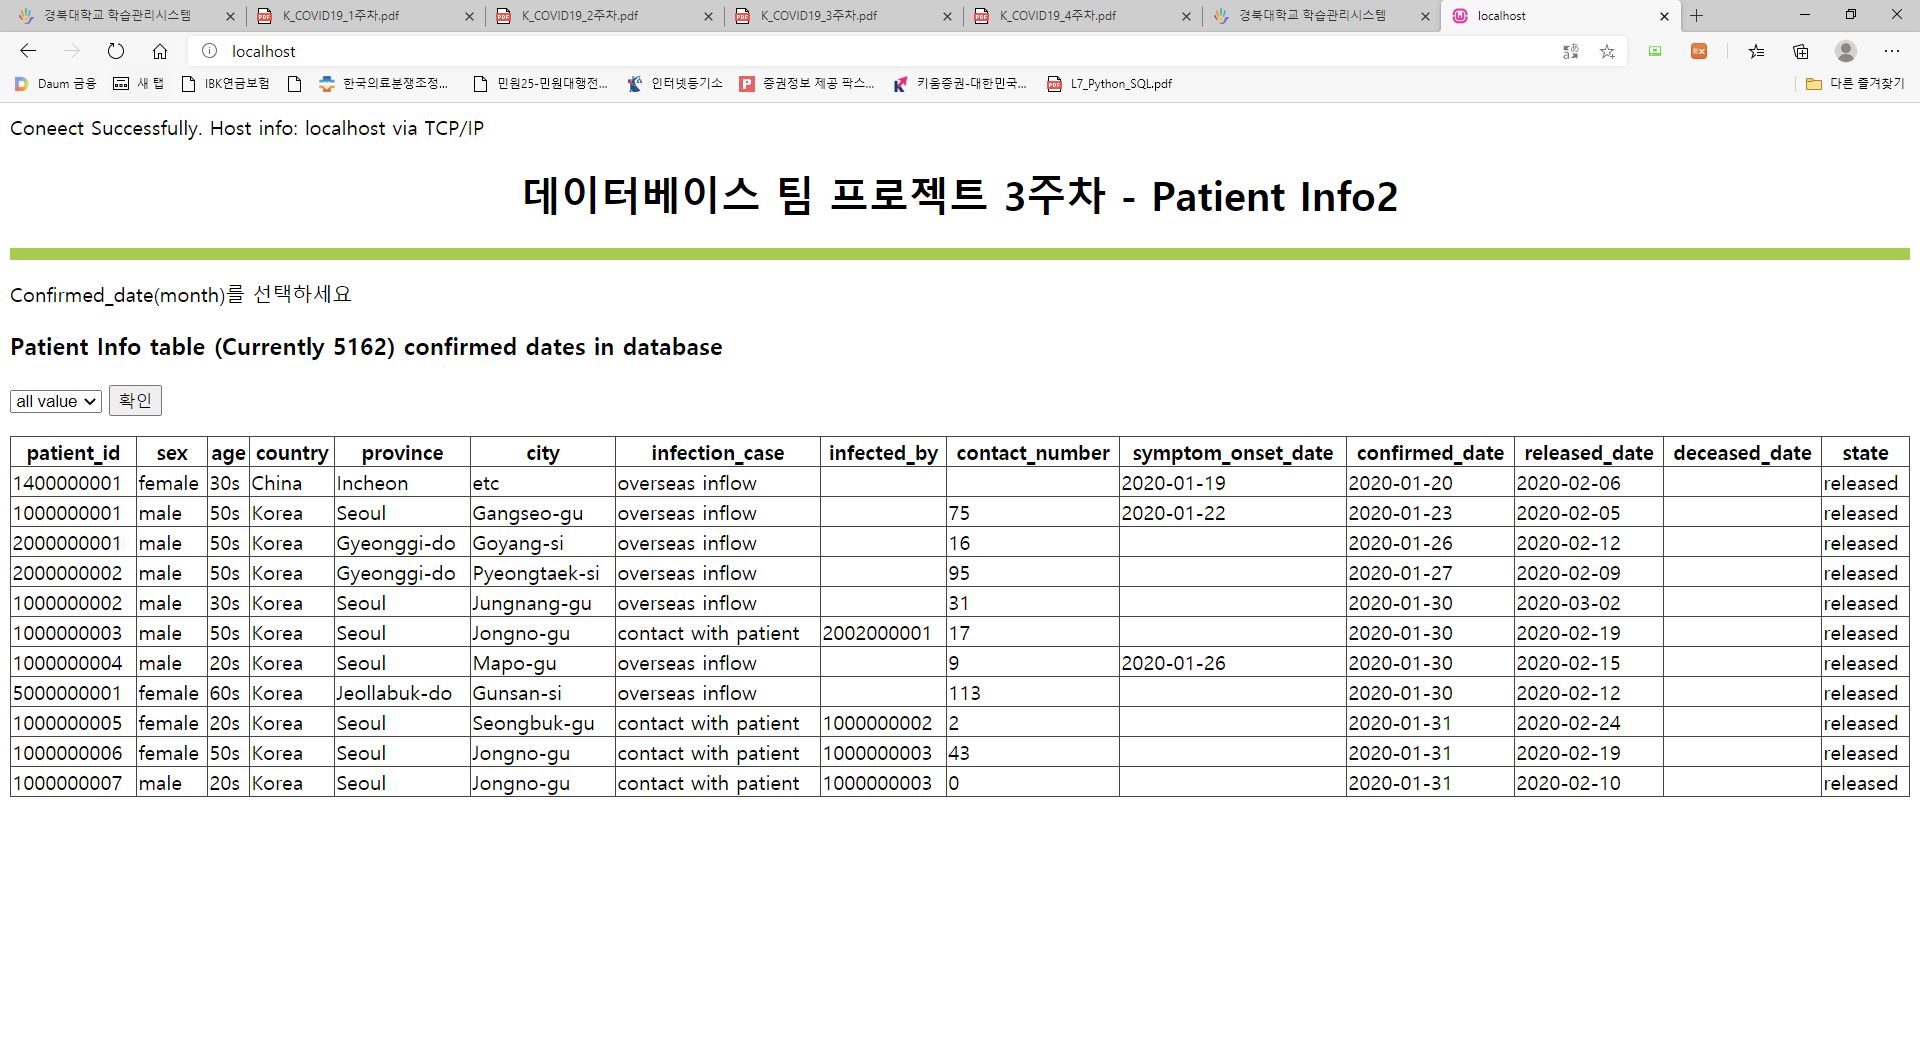 경북대학교 학습관리시스템 K_COVID19_1주차.pdf K_COVID19_2주차.pdf K_COVID19_3주차.pdf K_COVID19_4주차.pdf 경북대학교 학습관리시스템 localhost
localhost
Daum 금융 새 탭 IBK연금보험 한국의료분쟁조정... 민원25-민원대행전... 인터넷등기소 증권정보 제공 팍스... 키움증권-대한민국... L7_Python_SQL.pdf 다른 즐겨찾기
Coneect Successfully. Host info: localhost via TCP/IP
데이터베이스 팀 프로젝트 3주차 - Patient Info2
Confirmed_date(month)를 선택하세요
Patient Info table (Currently 5162) confirmed dates in database
all value 확인
patient_id sex age country province city infection_case infected_by contact_number symptom_onset_date confirmed_date released_date deceased_date state
1400000001 female 30s China Incheon etc overseas inflow 2020-01-19 2020-01-20 2020-02-06 released
1000000001 male 50s Korea Seoul Gangseo-gu overseas inflow 75 2020-01-22 2020-01-23 2020-02-05 released
2000000001 male 50s Korea Gyeonggi-do Goyang-si overseas inflow 16 2020-01-26 2020-02-12 released
2000000002 male 50s Korea Gyeonggi-do Pyeongtaek-si overseas inflow 95 2020-01-27 2020-02-09 released
1000000002 male 30s Korea Seoul Jungnang-gu overseas inflow 31 2020-01-30 2020-03-02 released
1000000003 male 50s Korea Seoul Jongno-gu contact with patient 2002000001 17 2020-01-30 2020-02-19 released
1000000004 male 20s Korea Seoul Mapo-gu overseas inflow 9 2020-01-26 2020-01-30 2020-02-15 released
5000000001 female 60s Korea Jeollabuk-do Gunsan-si overseas inflow 113 2020-01-30 2020-02-12 released
1000000005 female 20s Korea Seoul Seongbuk-gu contact with patient 1000000002 2 2020-01-31 2020-02-24 released
1000000006 female 50s Korea Seoul Jongno-gu contact with patient 1000000003 43 2020-01-31 2020-02-19 released
1000000007 male 20s Korea Seoul Jongno-gu contact with patient 1000000003 0 2020-01-31 2020-02-10 released